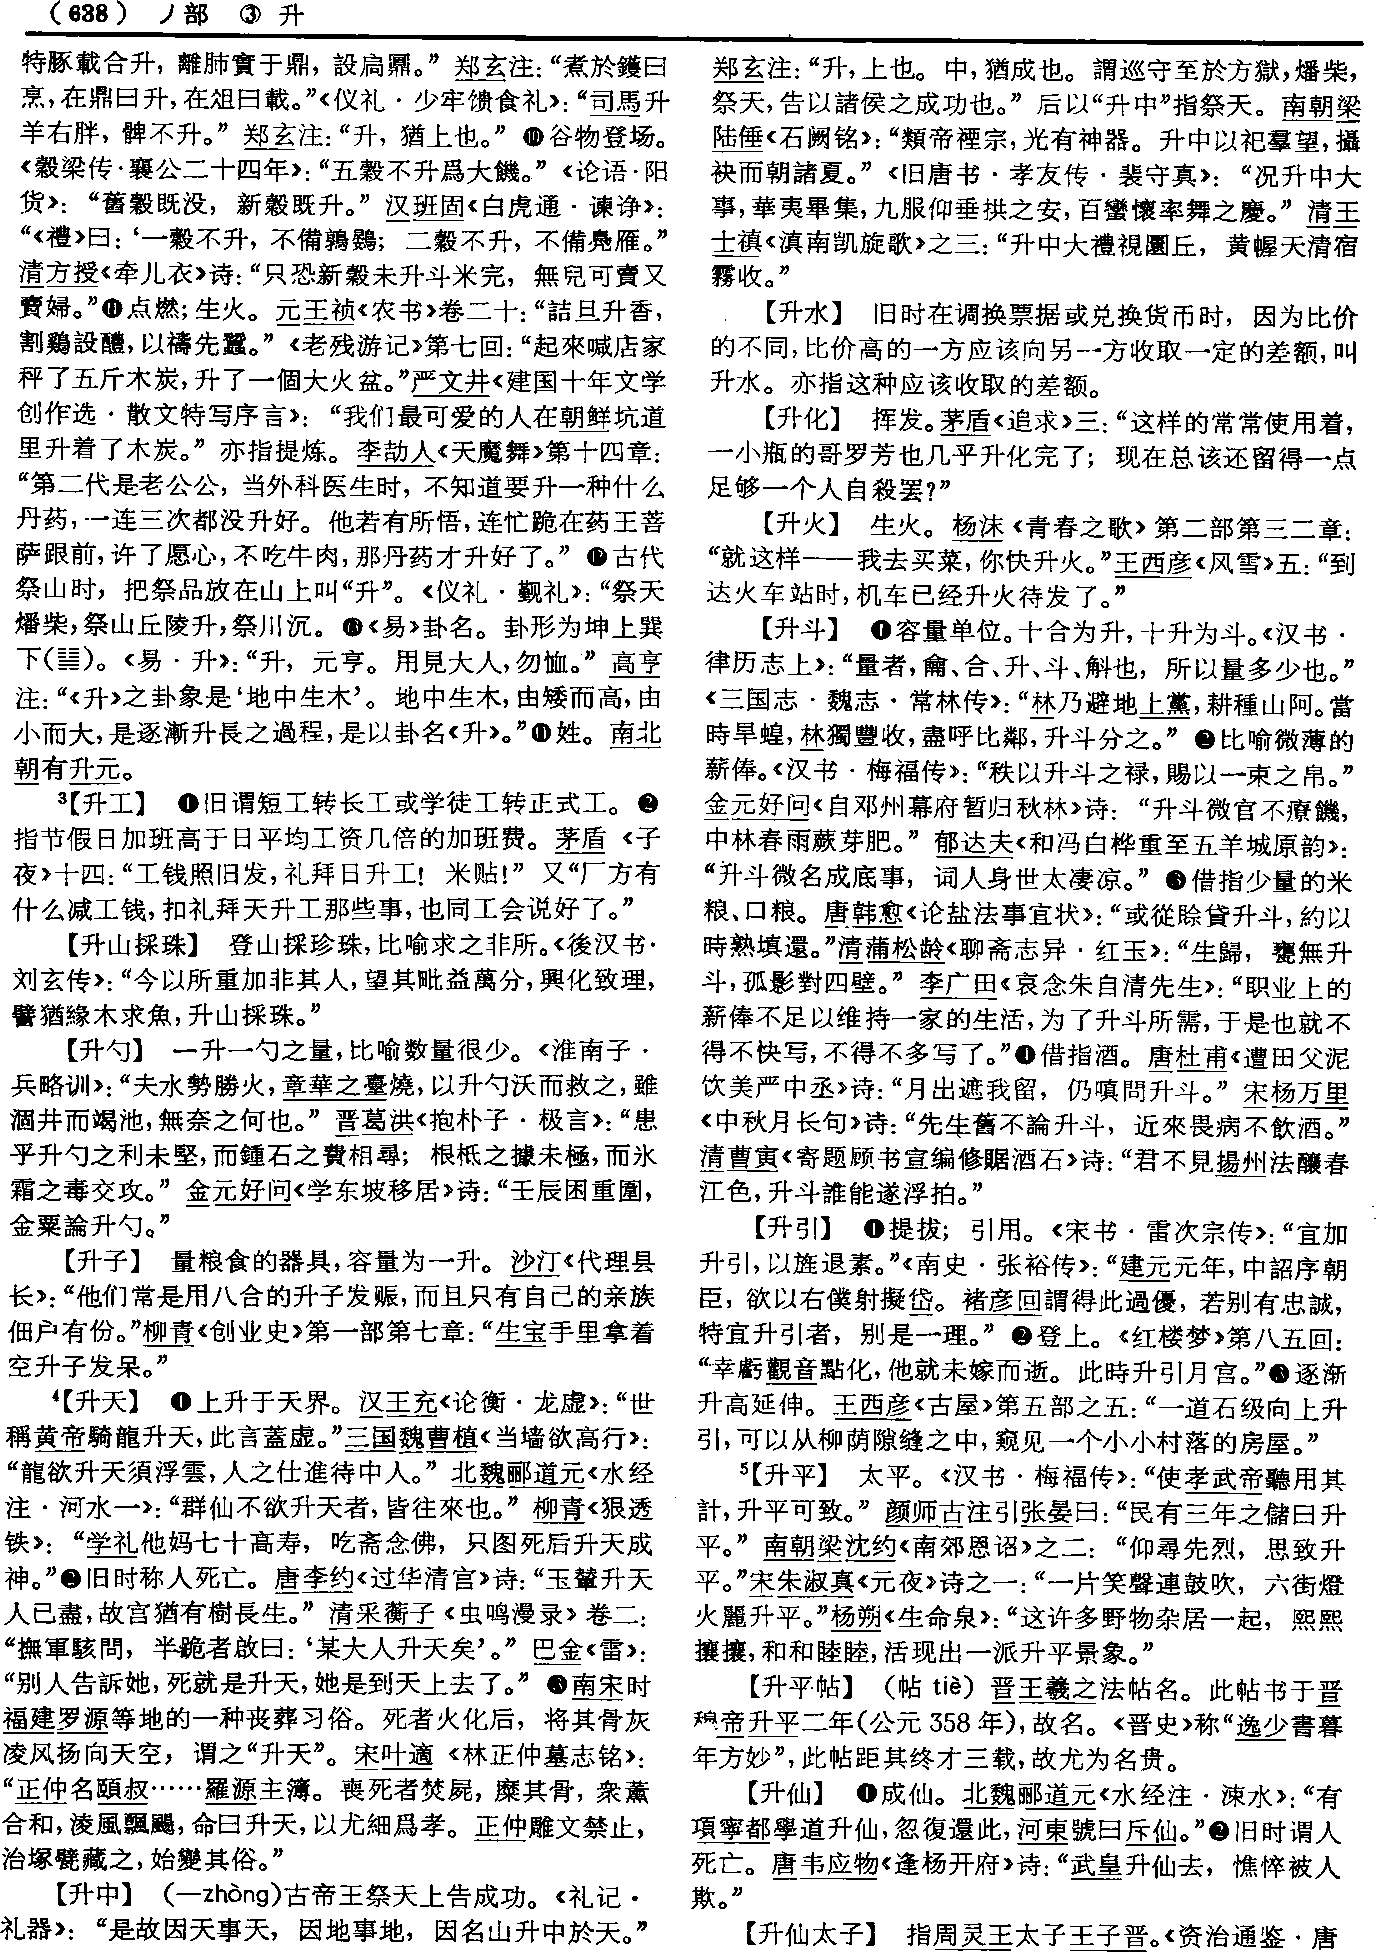 （638） 丿部 ③ 升
特豚載合升，離肺實于鼎，設扃鼏。”郑玄注：“煮於鑊曰
烹，在鼎曰升，在俎曰載。”《仪礼·少牢馈食礼》：“司馬升
羊右胖，髀不升。”郑玄注：“升，猶上也。”⑩谷物登场。
《穀梁传·襄公二十四年》：“五穀不升爲大饑。”《论语·阳
货》：“舊穀既没，新穀既升。”汉班固《白虎通·谏诤》：
“《禮》曰：‘一穀不升，不備鶉鷃；二穀不升，不備鳧雁。”
清方授《牵儿衣》诗：“只恐新穀未升斗米完，無兒可賣又
賣婦。”⑪点燃；生火。元王祯《农书》卷二十：“詰旦升香，
割鷄設醴，以禱先蠶。”《老残游记》第七回：“起來喊店家
秤了五斤木炭，升了一個大火盆。”严文井《建国十年文学
创作选·散文特写序言》：“我们最可爱的人在朝鲜坑道
里升着了木炭。”亦指提炼。李劼人《天魔舞》第十四章：
“第二代是老公公，当外科医生时，不知道要升一种什么
丹药，一连三次都没升好。他若有所悟，连忙跪在药王菩
萨跟前，许了愿心，不吃牛肉，那丹药才升好了。”⑫古代
祭山时，把祭品放在山上叫“升”。《仪礼·觐礼》：“祭天
燔柴，祭山丘陵升，祭川沉。⑬《易》卦名。卦形为坤上巽
下(䷭)。《易·升》：“升，元亨。用見大人，勿恤。”高亨
注：“《升》之卦象是‘地中生木’。地中生木，由矮而高，由
小而大，是逐漸升長之過程，是以卦名《升》。”⑭姓。南北
朝有升元。
³【升工】 ❶旧谓短工转长工或学徒工转正式工。❷
指节假日加班高于日平均工资几倍的加班费。茅盾《子
夜》十四：“工钱照旧发，礼拜日升工！米贴！”又“厂方有
什么减工钱，扣礼拜天升工那些事，也同工会说好了。”
【升山採珠】 登山採珍珠，比喻求之非所。《後汉书·
刘玄传》：“今以所重加非其人，望其毗益萬分，興化致理，
譬猶緣木求魚，升山採珠。”
【升勺】 一升一勺之量，比喻数量很少。《淮南子·
兵略训》：“夫水勢勝火，章華之臺燒，以升勺沃而救之，雖
涸井而竭池，無奈之何也。”晋葛洪《抱朴子·极言》：“患
乎升勺之利未堅，而鍾石之費相尋；根柢之據未極，而氷
霜之毒交攻。”金元好问《学东坡移居》诗：“壬辰困重圍，
金粟論升勺。”
【升子】 量粮食的器具，容量为一升。沙汀《代理县
长》：“他们常是用八合的升子发赈，而且只有自己的亲族
佃户有份。”柳青《创业史》第一部第七章：“生宝手里拿着
空升子发呆。”
⁴【升天】 ❶上升于天界。汉王充《论衡·龙虚》：“世
稱黄帝騎龍升天，此言蓋虚。”三国魏曹植《当墙欲高行》：
“龍欲升天須浮雲，人之仕進待中人。”北魏郦道元《水经
注·河水一》：“群仙不欲升天者，皆往來也。”柳青《狠透
铁》：“学礼他妈七十高寿，吃斋念佛，只图死后升天成
神。”❷旧时称人死亡。唐李约《过华清宫》诗：“玉輦升天
人已盡，故宫猶有樹長生。”清采蘅子《虫鸣漫录》卷二：
“撫軍駭問，半跪者啟曰：‘某大人升天矣’。”巴金《雷》：
“别人告訴她，死就是升天，她是到天上去了。”❸南宋时
福建罗源等地的一种丧葬习俗。死者火化后，将其骨灰
凌风扬向天空，谓之“升天”。宋叶適《林正仲墓志铭》：
“正仲名頤叔……羅源主簿。喪死者焚屍，糜其骨，衆薰
合和，淩風飄颺，命曰升天，以尤細爲孝。正仲雕文禁止，
治塚甓藏之，始變其俗。”
【升中】 （—zhòng)古帝王祭天上告成功。《礼记·
礼器》：“是故因天事天，因地事地，因名山升中於天。”
郑玄注：“升，上也。中，猶成也。謂巡守至於方獄，燔柴，
祭天，告以諸侯之成功也。”后以“升中”指祭天。南朝梁
陆倕《石阙铭》：“類帝禋宗，光有神器。升中以祀羣望，攝
袂而朝諸夏。”《旧唐书·孝友传·裴守真》：“况升中大
事，華夷畢集，九服仰垂拱之安，百蠻懷率舞之慶。”清王
士禛《滇南凯旋歌》之三：“升中大禮視圜丘，黄幄天清宿
霧收。”
【升水】 旧时在调换票据或兑换货币时，因为比价
的不同，比价高的一方应该向另一方收取一定的差额，叫
升水。亦指这种应该收取的差额。
【升化】 挥发。茅盾《追求》三：“这样的常常使用着，
一小瓶的哥罗芳也几乎升化完了；现在总该还留得一点
足够一个人自殺罢？”
【升火】 生火。杨沫《青春之歌》第二部第三二章：
“就这样——我去买菜，你快升火。”王西彦《风雪》五：“到
达火车站时，机车已经升火待发了。”
【升斗】 ❶容量单位。十合为升，十升为斗。《汉书·
律历志上》：“量者，龠、合、升、斗、斛也，所以量多少也。”
《三国志·魏志·常林传》：“林乃避地上黨，耕種山阿。當
時旱蝗，林獨豐收，盡呼比鄰，升斗分之。”❷比喻微薄的
薪俸。《汉书·梅福传》：“秩以升斗之禄，賜以一束之帛。”
金元好问《自邓州幕府暂归秋林》诗：“升斗微官不療饑，
中林春雨蕨芽肥。”郁达夫《和冯白桦重至五羊城原韵》：
“升斗微名成底事，词人身世太凄凉。”❸借指少量的米
粮、口粮。唐韩愈《论盐法事宜状》：“或從賒貸升斗，約以
時熟填還。”清蒲松龄《聊斋志异·红玉》：“生歸，甕無升
斗，孤影對四壁。”李广田《哀念朱自清先生》：“职业上的
薪俸不足以维持一家的生活，为了升斗所需，于是也就不
得不快写，不得不多写了。”❹借指酒。唐杜甫《遭田父泥
饮美严中丞》诗：“月出遮我留，仍嗔問升斗。”宋杨万里
《中秋月长句》诗：“先生舊不論升斗，近來畏病不飲酒。”
清曹寅《寄题顾书宣编修賜酒石》诗：“君不見揚州法釀春
江色，升斗誰能遂浮拍。”
【升引】 ❶提拔；引用。《宋书·雷次宗传》：“宜加
升引，以旌退素。”《南史·张裕传》：“建元元年，中詔序朝
臣，欲以右僕射擬岱。褚彦回謂得此過優，若别有忠誠，
特宜升引者，别是一理。”❷登上。《红楼梦》第八五回：
“幸虧觀音點化，他就未嫁而逝。此時升引月宫。”❸逐渐
升高延伸。王西彦《古屋》第五部之五：“一道石级向上升
引，可以从柳荫隙缝之中，窥见一个小小村落的房屋。”
⁵【升平】 太平。《汉书·梅福传》：“使孝武帝聽用其
計，升平可致。”颜师古注引张晏曰：“民有三年之儲曰升
平。”南朝梁沈约《南郊恩诏》之二：“仰尋先烈，思致升
平。”宋朱淑真《元夜》诗之一：“一片笑聲連鼓吹，六街燈
火麗升平。”杨朔《生命泉》：“这许多野物杂居一起，熙熙
攘攘，和和睦睦，活现出一派升平景象。”
【升平帖】 （帖 tiè）晋王羲之法帖名。此帖书于晋
穆帝升平二年(公元 358 年)，故名。《晋史》称“逸少書暮
年方妙”，此帖距其终才三载，故尤为名贵。
【升仙】 ❶成仙。北魏郦道元《水经注·涑水》：“有
項寧都學道升仙，忽復還此，河東號曰斥仙。”❷旧时谓人
死亡。唐韦应物《逢杨开府》诗：“武皇升仙去，憔悴被人
欺。”
【升仙太子】 指周灵王太子王子晋。《资治通鉴·唐